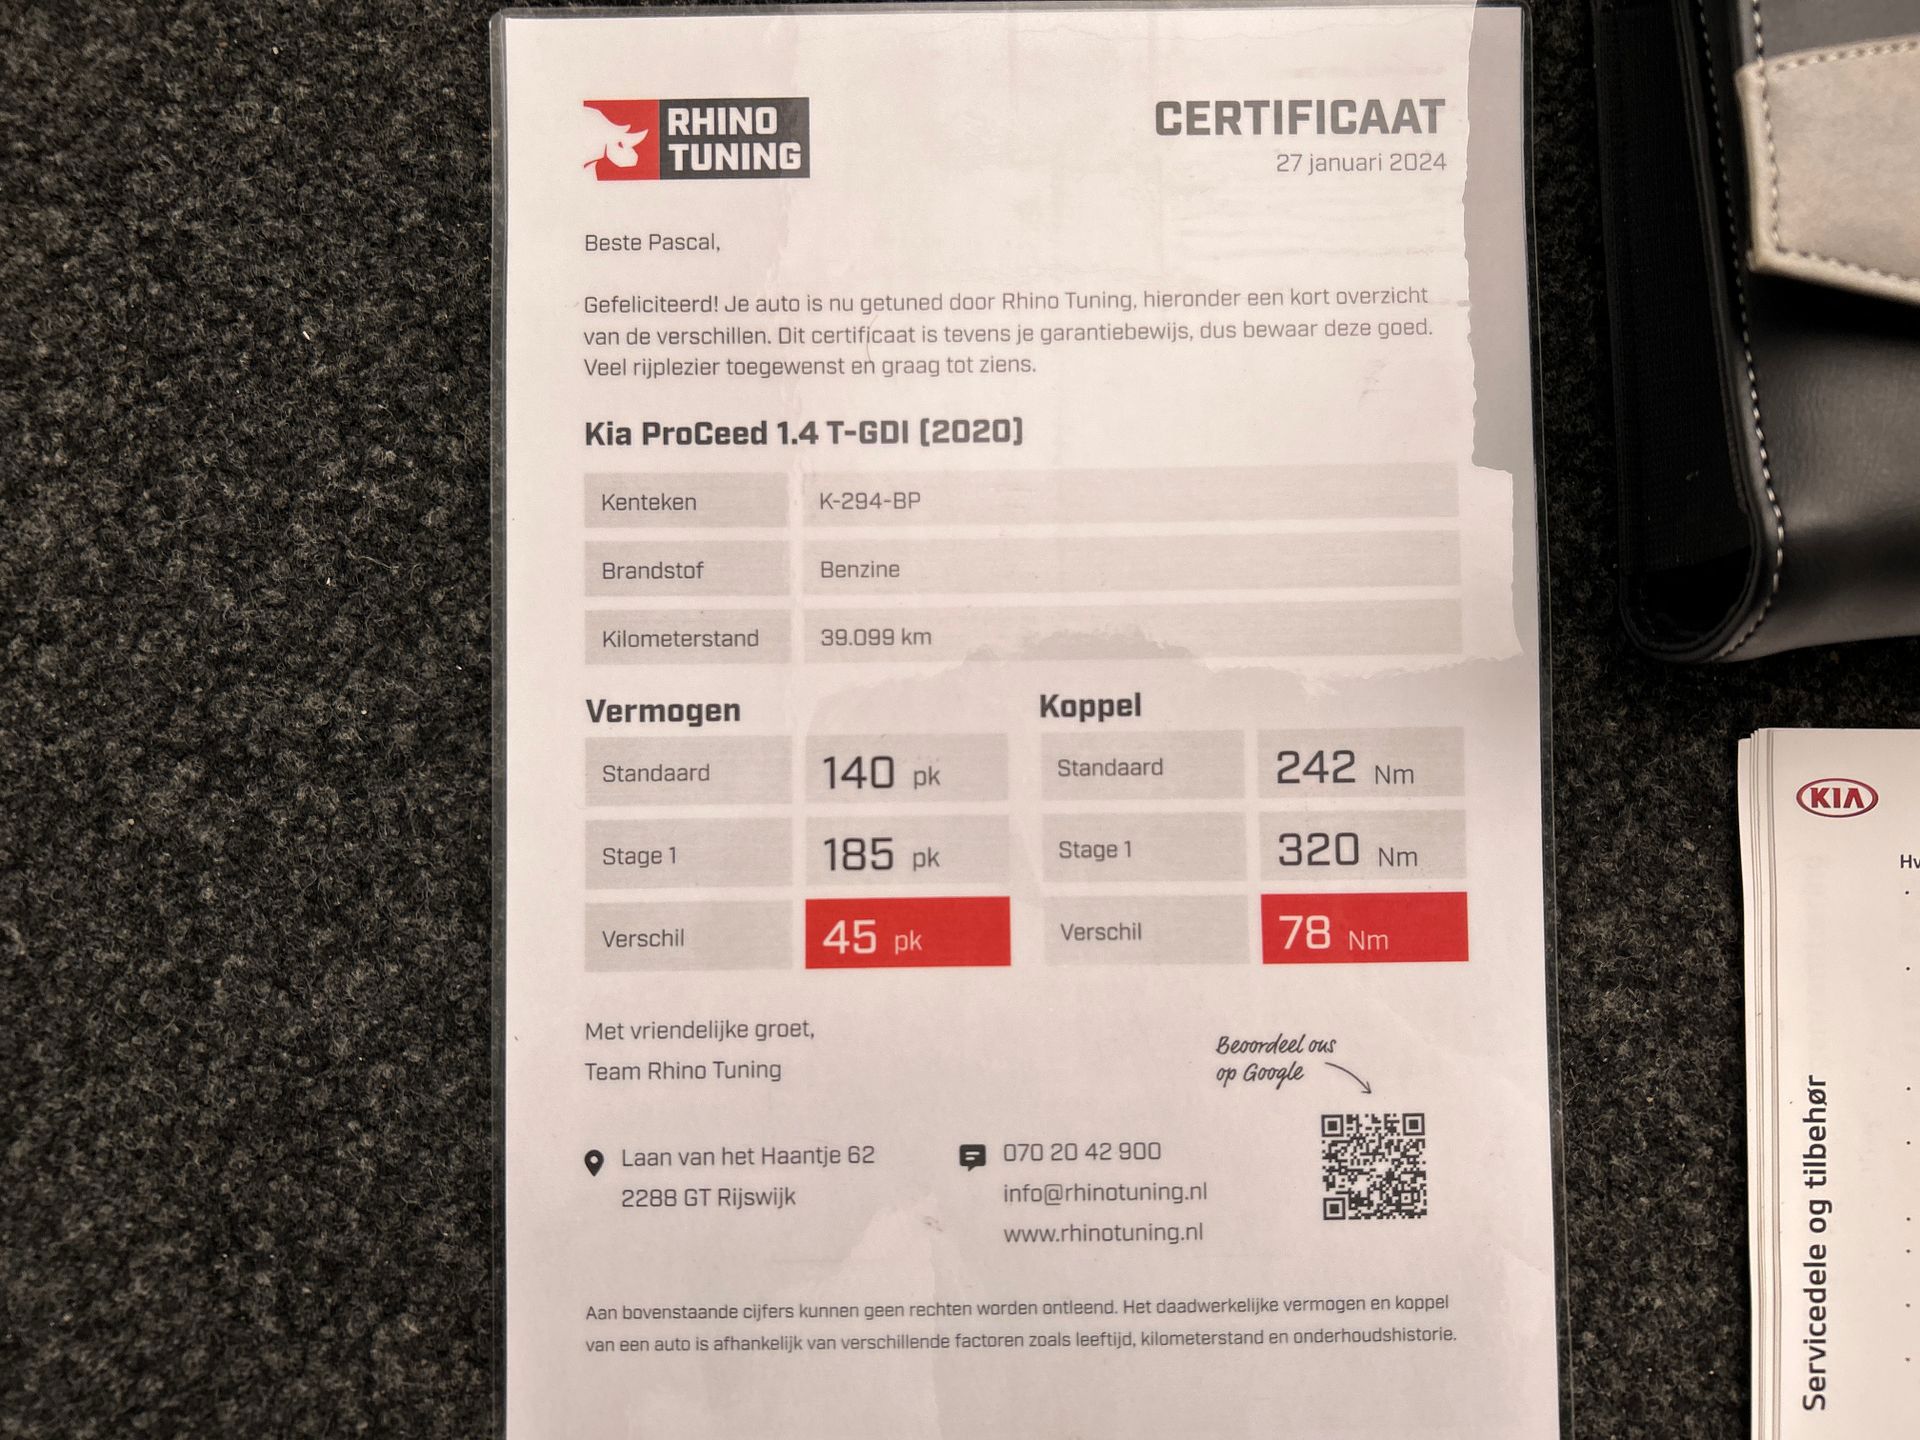 RHINO
TUNING
CERTIFICAAT
27 januari 2024
Beste Pascal,
Gefeliciteerd! Je auto is nu getuned door Rhino Tuning, hieronder een kort overzicht
van de verschillen. Dit certificaat is tevens je garantiebewijs, dus bewaar deze goed.
Veel rijplezier toegewenst en graag tot ziens.
Kia ProCeed 1.4 T-GDI (2020)
Kenteken K-294-BP
Brandstof Benzine
Kilometerstand 39.099 km
Vermogen
Standaard 140 pk
Stage 1 185 pk
Verschil 45 pk
Koppel
Standaard 242 Nm
Stage 1 320 Nm
Verschil 78 Nm
Met vriendelijke groet,
Team Rhino Tuning
Beoordeel ons
op Google
Laan van het Haantje 62
2288 GT Rijswijk
070 20 42 900
info@rhinotuning.nl
www.rhinotuning.nl
Aan bovenstaande cijfers kunnen geen rechten worden ontleend. Het daadwerkelijke vermogen en koppel
van een auto is afhankelijk van verschillende factoren zoals leeftijd, kilometerstand en onderhoudshistorie.
KIA
Servicedele og tilbehør